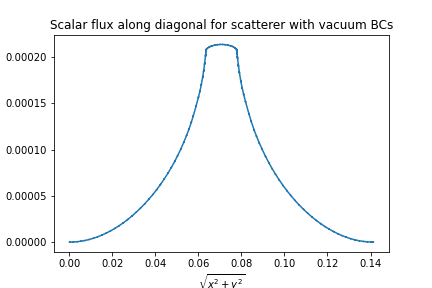 Scalar flux along diagonal for scatterer with vacuum BCs
0.00020
0.00015
0.00010
0.00005
0.00000
0.00 0.02 0.04 0.06 0.08 0.10 0.12 0.14
√x² + y²